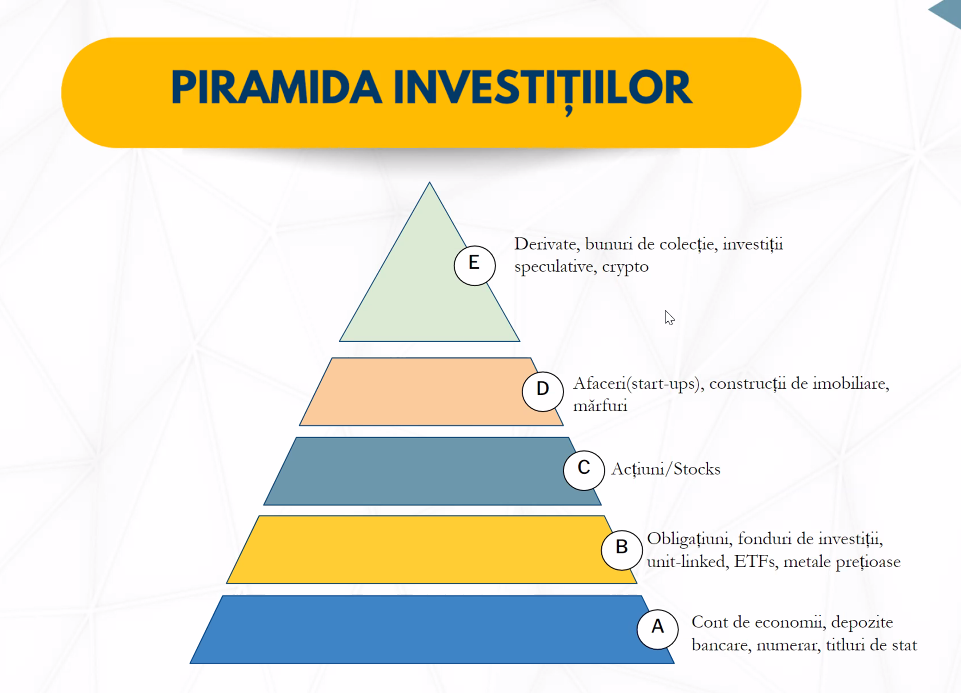 PIRAMIDA INVESTIȚIILOR
E
Derivate, bunuri de colecție, investiții
speculative, crypto
D
Afaceri(start-ups), construcții de imobiliare,
mărfuri
C
Acțiuni/Stocks
B
Obligațiuni, fonduri de investiții,
unit-linked, ETFs, metale prețioase
A
Cont de economii, depozite
bancare, numerar, titluri de stat